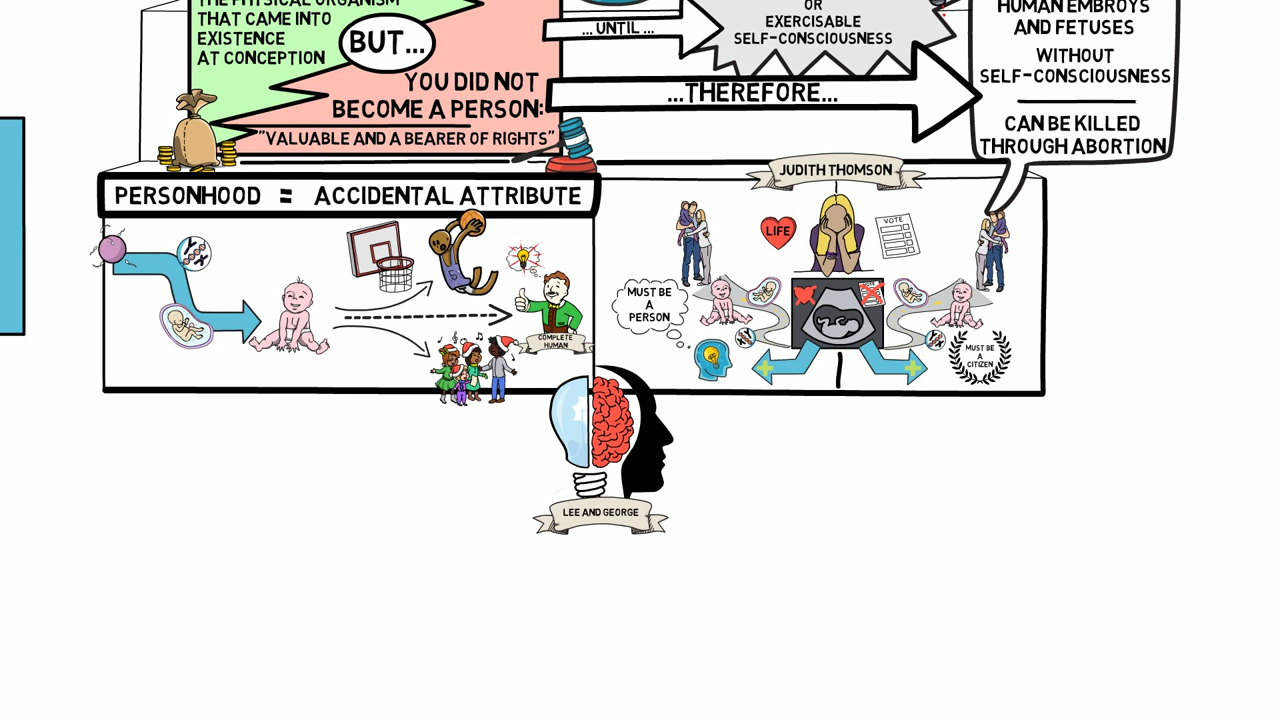 THE PHYSICAL ORGANISM
THAT CAME INTO
EXISTENCE
AT CONCEPTION
BUT...
YOU DID NOT
BECOME A PERSON:
"VALUABLE AND A BEARER OF RIGHTS"
... UNTIL ...
OR
EXERCISABLE
SELF-CONSCIOUSNESS
...THEREFORE...
HUMAN EMBROYS
AND FETUSES
WITHOUT
SELF-CONSCIOUSNESS
CAN BE KILLED
THROUGH ABORTION
PERSONHOOD = ACCIDENTAL ATTRIBUTE
COMPLETE
HUMAN
JUDITH THOMSON
LIFE
VOTE
MUST BE
A
PERSON
MUST BE
A
CITIZEN
LEE AND GEORGE